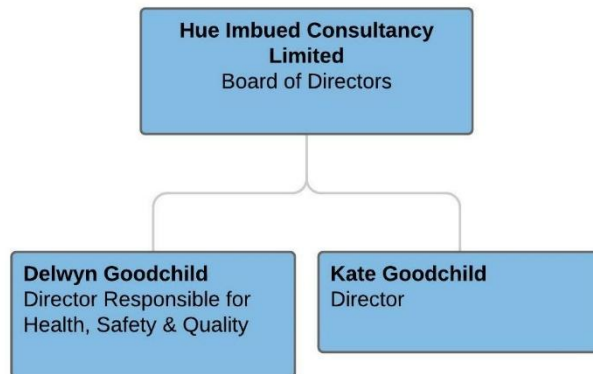 Hue Imbued Consultancy
Limited
Board of Directors
Delwyn Goodchild
Director Responsible for
Health, Safety & Quality
Kate Goodchild
Director